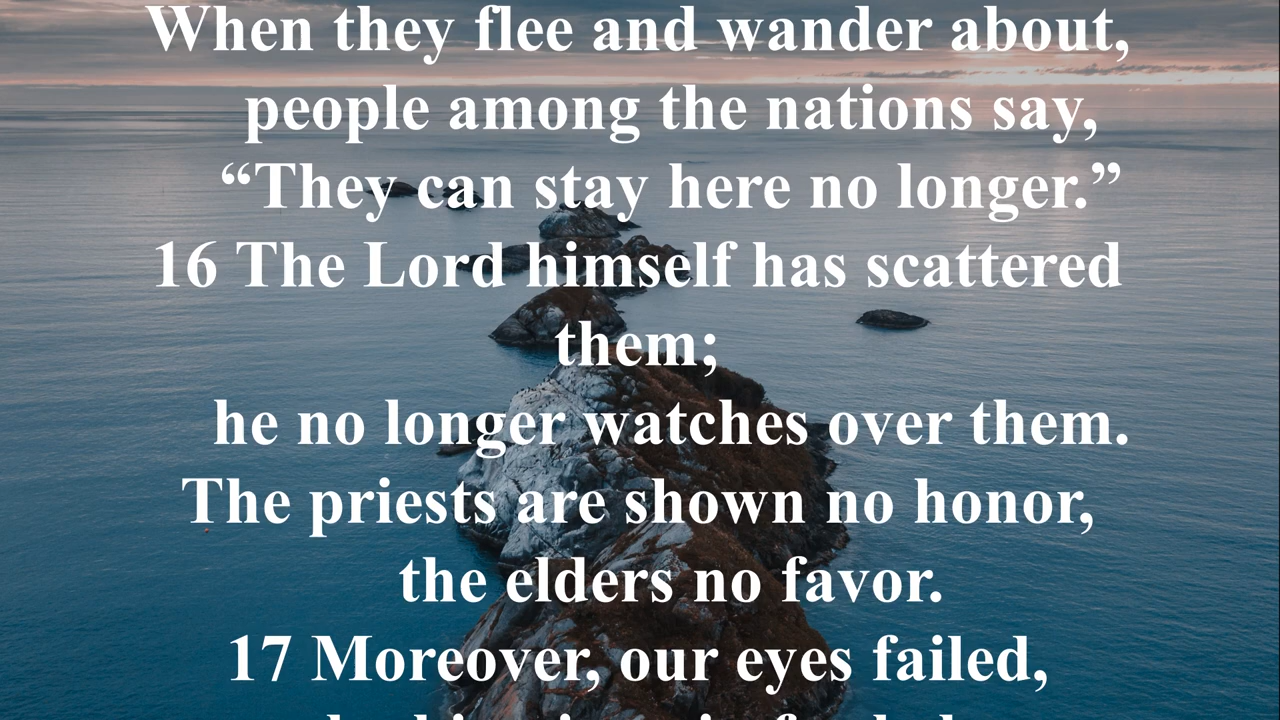 When they flee and wander about,
people among the nations say,
“They can stay here no longer.”
16 The Lord himself has scattered
them;
he no longer watches over them.
The priests are shown no honor,
the elders no favor.
17 Moreover, our eyes failed,